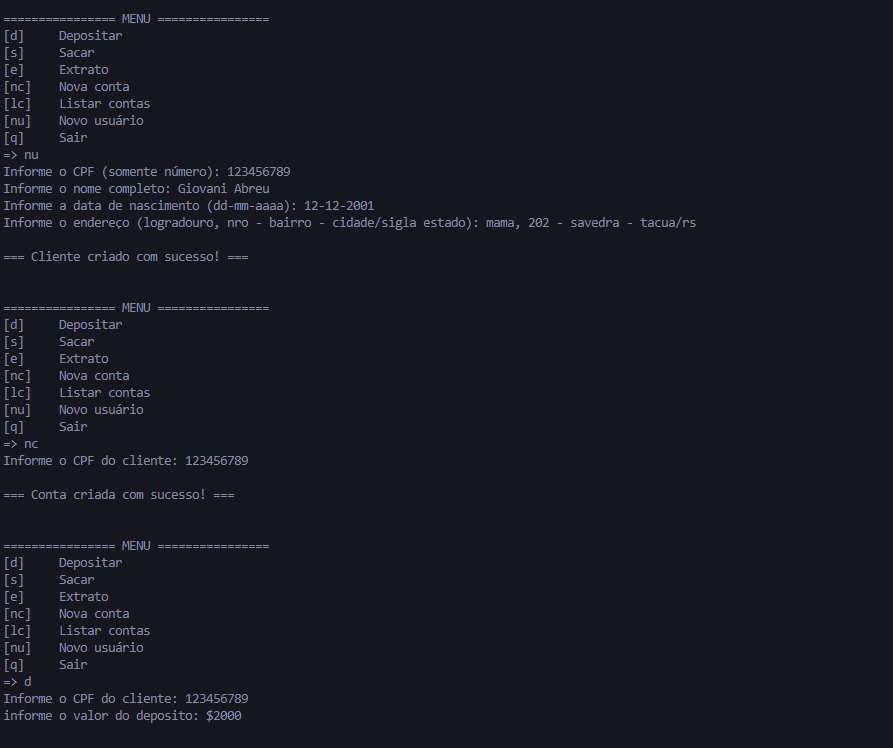 ================ MENU ================
[d]	Depositar
[s]	Sacar
[e]	Extrato
[nc]	Nova conta
[lc]	Listar contas
[nu]	Novo usuário
[q]	Sair
=> nu
Informe o CPF (somente número): 123456789
Informe o nome completo: Giovani Abreu
Informe a data de nascimento (dd-mm-aaaa): 12-12-2001
Informe o endereço (logradouro, nro - bairro - cidade/sigla estado): mama, 202 - savedra - tacua/rs
=== Cliente criado com sucesso! ===
================ MENU ================
[d]	Depositar
[s]	Sacar
[e]	Extrato
[nc]	Nova conta
[lc]	Listar contas
[nu]	Novo usuário
[q]	Sair
=> nc
Informe o CPF do cliente: 123456789
=== Conta criada com sucesso! ===
================ MENU ================
[d]	Depositar
[s]	Sacar
[e]	Extrato
[nc]	Nova conta
[lc]	Listar contas
[nu]	Novo usuário
[q]	Sair
=> d
Informe o CPF do cliente: 123456789
informe o valor do deposito: $2000